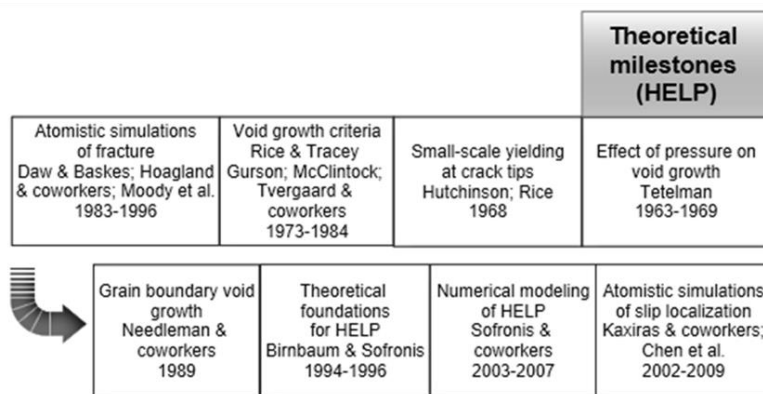 Theoretical
milestones
(HELP)
Atomistic simulations
of fracture
Daw & Baskes; Hoagland
& coworkers; Moody et al.
1983-1996
Void growth criteria
Rice & Tracey
Gurson; McClintock;
Tvergaard &
coworkers
1973-1984
Small-scale yielding
at crack tips
Hutchinson; Rice
1968
Effect of pressure on
void growth
Tetelman
1963-1969
Grain boundary void
growth
Needleman &
coworkers
1989
Theoretical
foundations
for HELP
Birnbaum & Sofronis
1994-1996
Numerical modeling
of HELP
Sofronis &
coworkers
2003-2007
Atomistic simulations
of slip localization
Kaxiras & coworkers;
Chen et al.
2002-2009